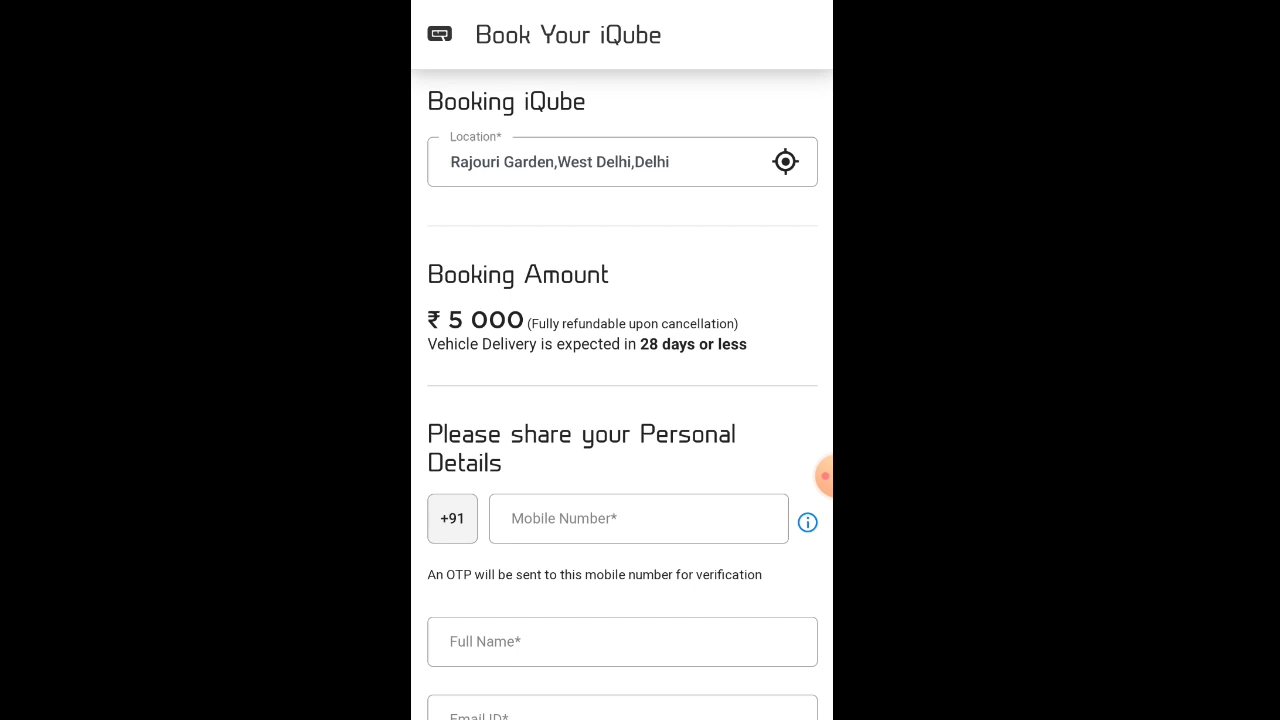 Book Your iQube
Booking iQube
Location*
Rajouri Garden,West Delhi,Delhi
Booking Amount
₹ 5 000 (Fully refundable upon cancellation)
Vehicle Delivery is expected in 28 days or less
Please share your Personal
Details
+91 Mobile Number*
An OTP will be sent to this mobile number for verification
Full Name*
Email ID*